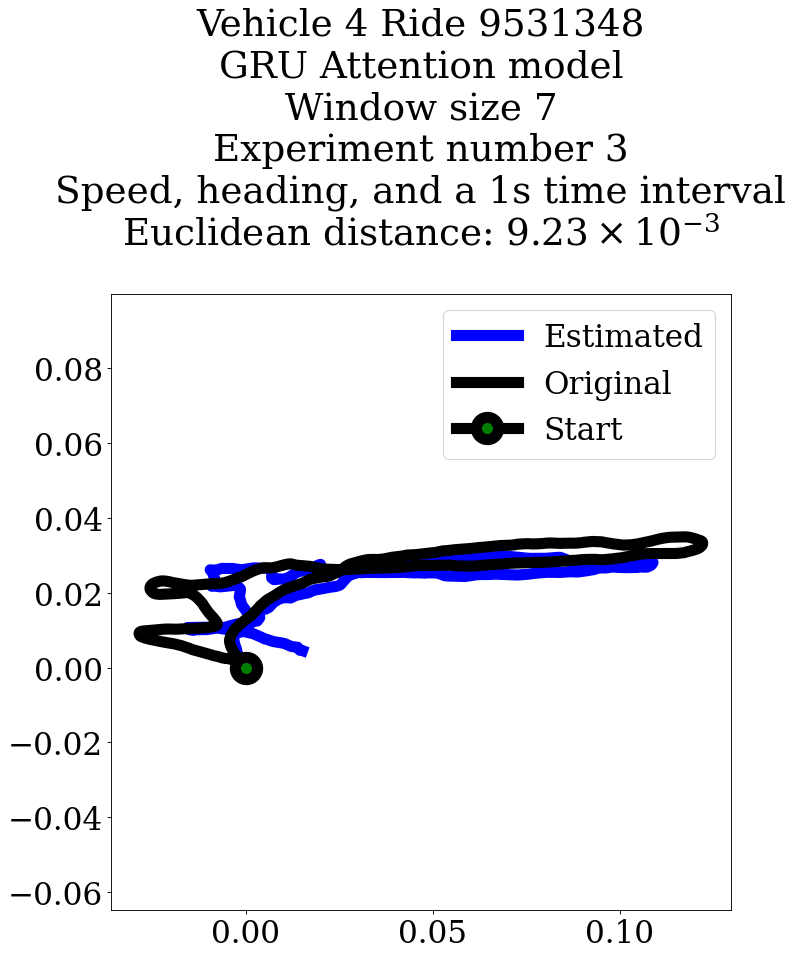 Vehicle 4 Ride 9531348
GRU Attention model
Window size 7
Experiment number 3
Speed, heading, and a 1s time interval
Euclidean distance: 9.23 × 10⁻³
Estimated
Original
Start
0.08
0.06
0.04
0.02
0.00
−0.02
−0.04
−0.06
0.00 0.05 0.10